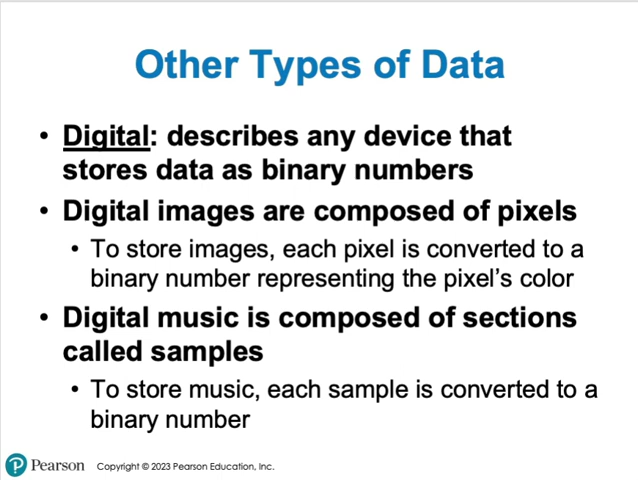 Other Types of Data
• Digital: describes any device that
stores data as binary numbers
• Digital images are composed of pixels
• To store images, each pixel is converted to a
binary number representing the pixel's color
• Digital music is composed of sections
called samples
• To store music, each sample is converted to a
binary number
P Pearson Copyright © 2023 Pearson Education, Inc.